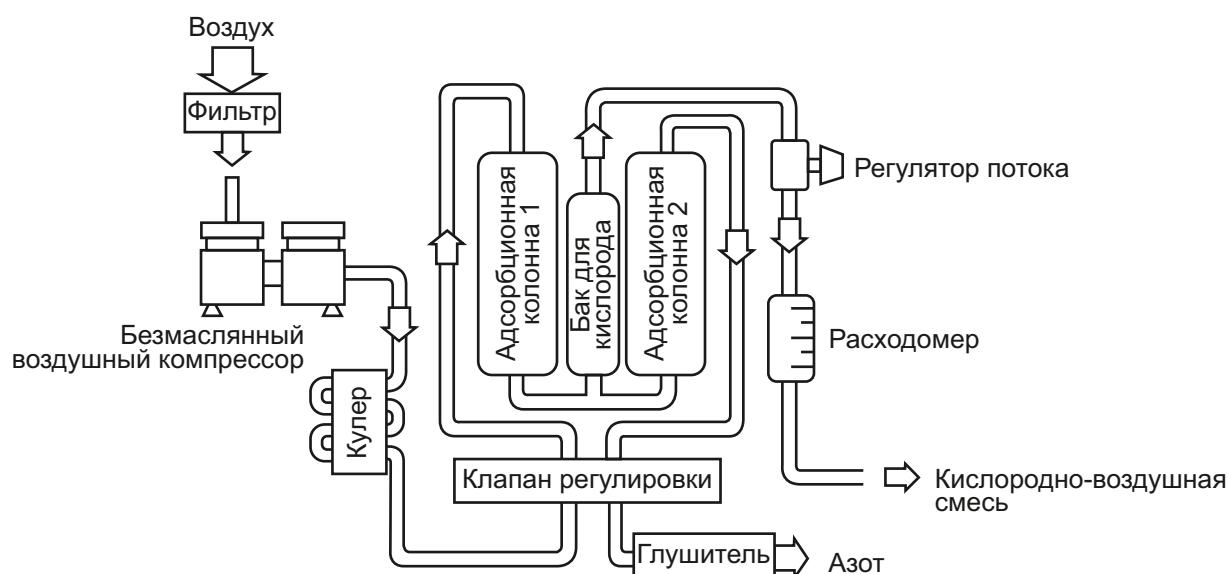 Воздух
Фильтр
Безмаслянный
воздушный компрессор
Кулер
Адсорбционная
колонна 1
Бак для
кислорода
Адсорбционная
колонна 2
Регулятор потока
Расходомер
Клапан регулировки
Кислородно-воздушная
смесь
Глушитель
Азот